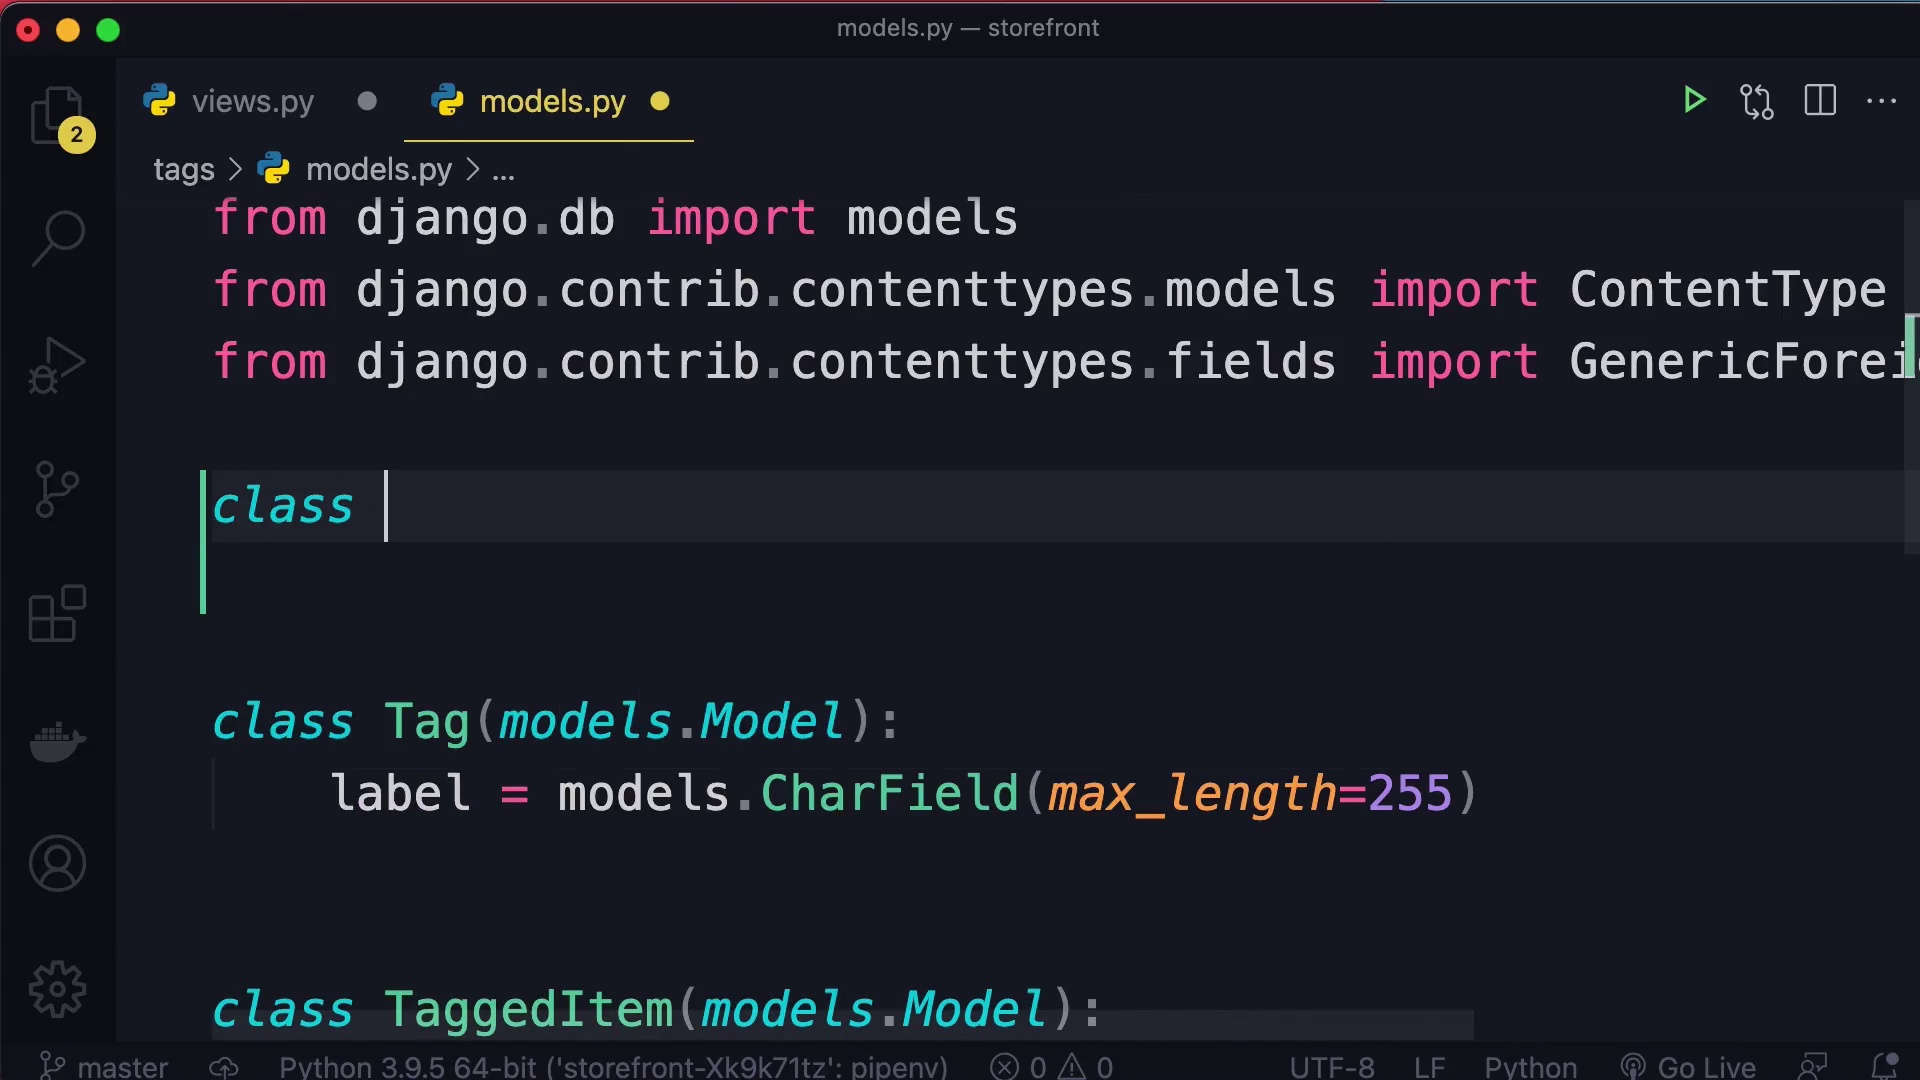 models.py — storefront
views.py
models.py
2
tags > models.py > ...
from django.db import models
from django.contrib.contenttypes.models import ContentType
from django.contrib.contenttypes.fields import GenericForei
class
class Tag(models.Model):
label = models.CharField(max_length=255)
class TaggedItem(models.Model):
master Python 3.9.5 64-bit ('storefront-Xk9k71tz': pipenv) 0 0 UTF-8 LF Python Go Live